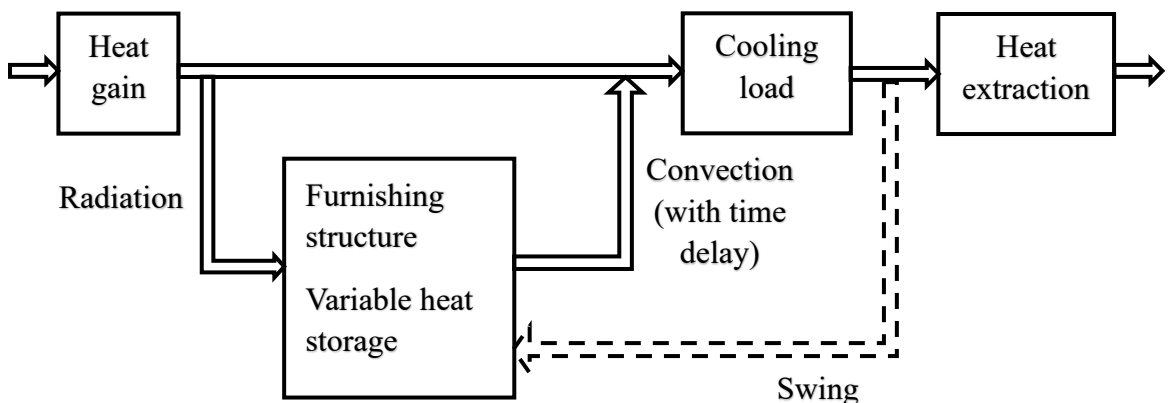 Heat
gain
Cooling
load
Heat
extraction
Radiation
Furnishing
structure
Variable heat
storage
Convection
(with time
delay)
Swing